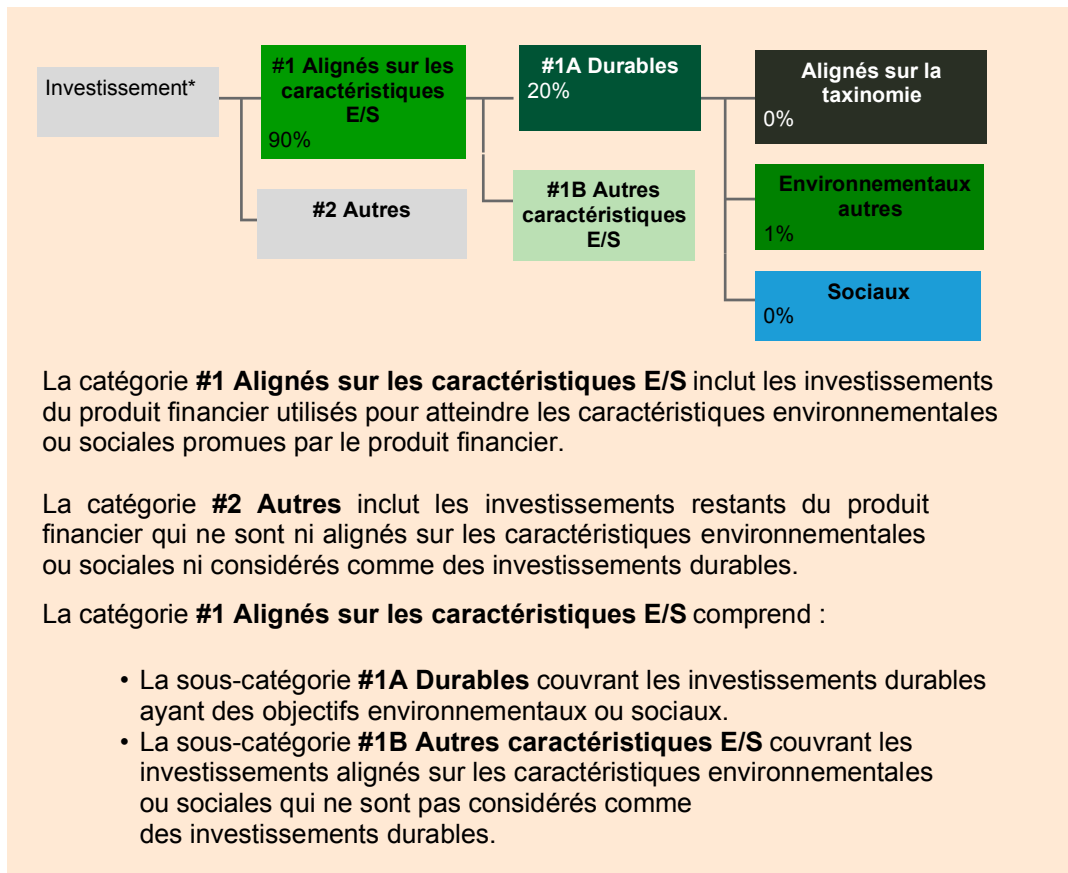 Investissement*
#1 Alignés sur les
caractéristiques
E/S
90%
#2 Autres
#1A Durables
20%
#1B Autres
caractéristiques
E/S
Alignés sur la
taxinomie
0%
Environnementaux
autres
1%
Sociaux
0%
La catégorie #1 Alignés sur les caractéristiques E/S inclut les investissements
du produit financier utilisés pour atteindre les caractéristiques environnementales
ou sociales promues par le produit financier.
La catégorie #2 Autres inclut les investissements restants du produit
financier qui ne sont ni alignés sur les caractéristiques environnementales
ou sociales ni considérés comme des investissements durables.
La catégorie #1 Alignés sur les caractéristiques E/S comprend :
• La sous-catégorie #1A Durables couvrant les investissements durables
ayant des objectifs environnementaux ou sociaux.
• La sous-catégorie #1B Autres caractéristiques E/S couvrant les
investissements alignés sur les caractéristiques environnementales
ou sociales qui ne sont pas considérés comme
des investissements durables.